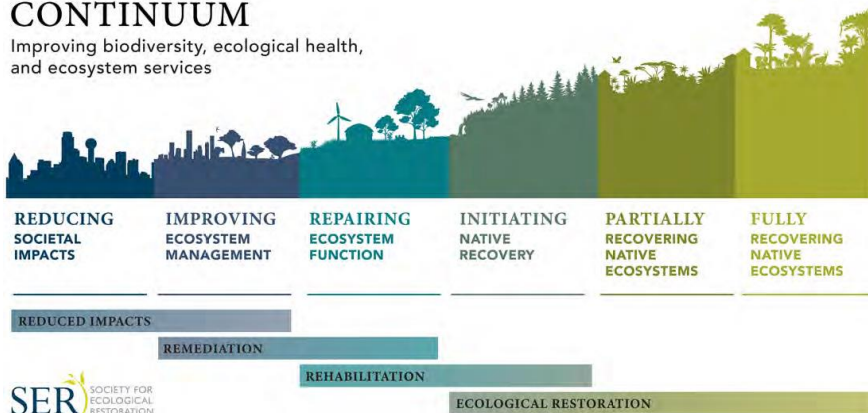 CONTINUUM
Improving biodiversity, ecological health,
and ecosystem services
REDUCING
SOCIETAL
IMPACTS
IMPROVING
ECOSYSTEM
MANAGEMENT
REPAIRING
ECOSYSTEM
FUNCTION
INITIATING
NATIVE
RECOVERY
PARTIALLY
RECOVERING
NATIVE
ECOSYSTEMS
FULLY
RECOVERING
NATIVE
ECOSYSTEMS
REDUCED IMPACTS
REMEDIATION
REHABILITATION
ECOLOGICAL RESTORATION
SER
SOCIETY FOR
ECOLOGICAL
RESTORATION